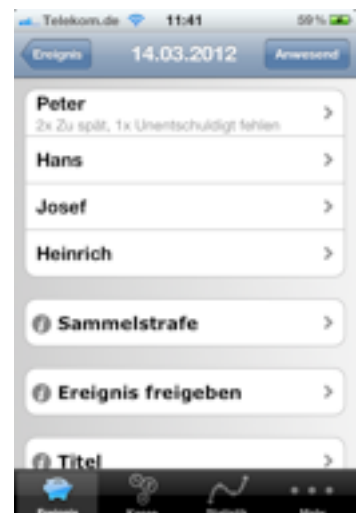 Telekom.de 11:41 59 %
Ereignis 14.03.2012 Anwesend
Peter
2x Zu spät, 1x Unentschuldigt fehlen
Hans
Josef
Heinrich
Sammelstrafe
Ereignis freigeben
Titel
Ereignis Kasse Statistik Mehr